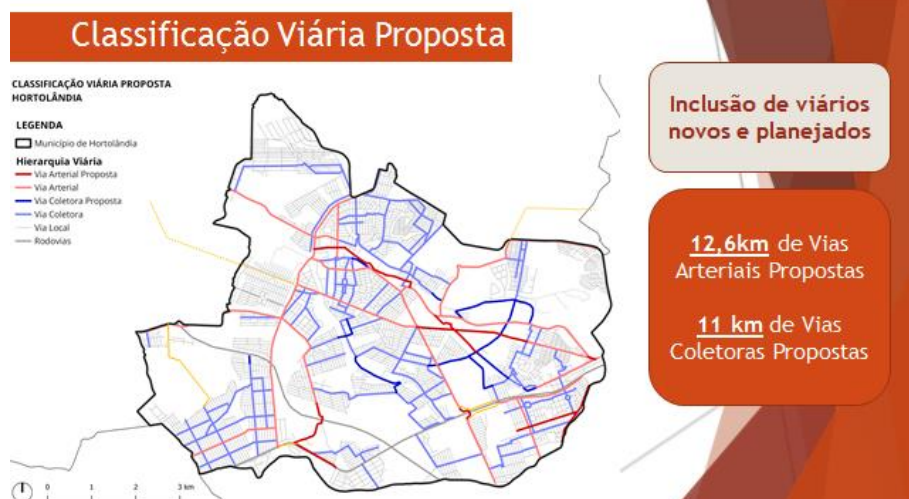 Classificação Viária Proposta
CLASSIFICAÇÃO VIÁRIA PROPOSTA
HORTOLÂNDIA
LEGENDA
Município de Hortolândia
Hierarquia Viária
Via Arterial Proposta
Via Arterial
Via Coletora Proposta
Via Coletora
Via Local
Rodovias
0 1 2 3 km
Inclusão de viários
novos e planejados
12,6km de Vias
Arteriais Propostas
11 km de Vias
Coletoras Propostas